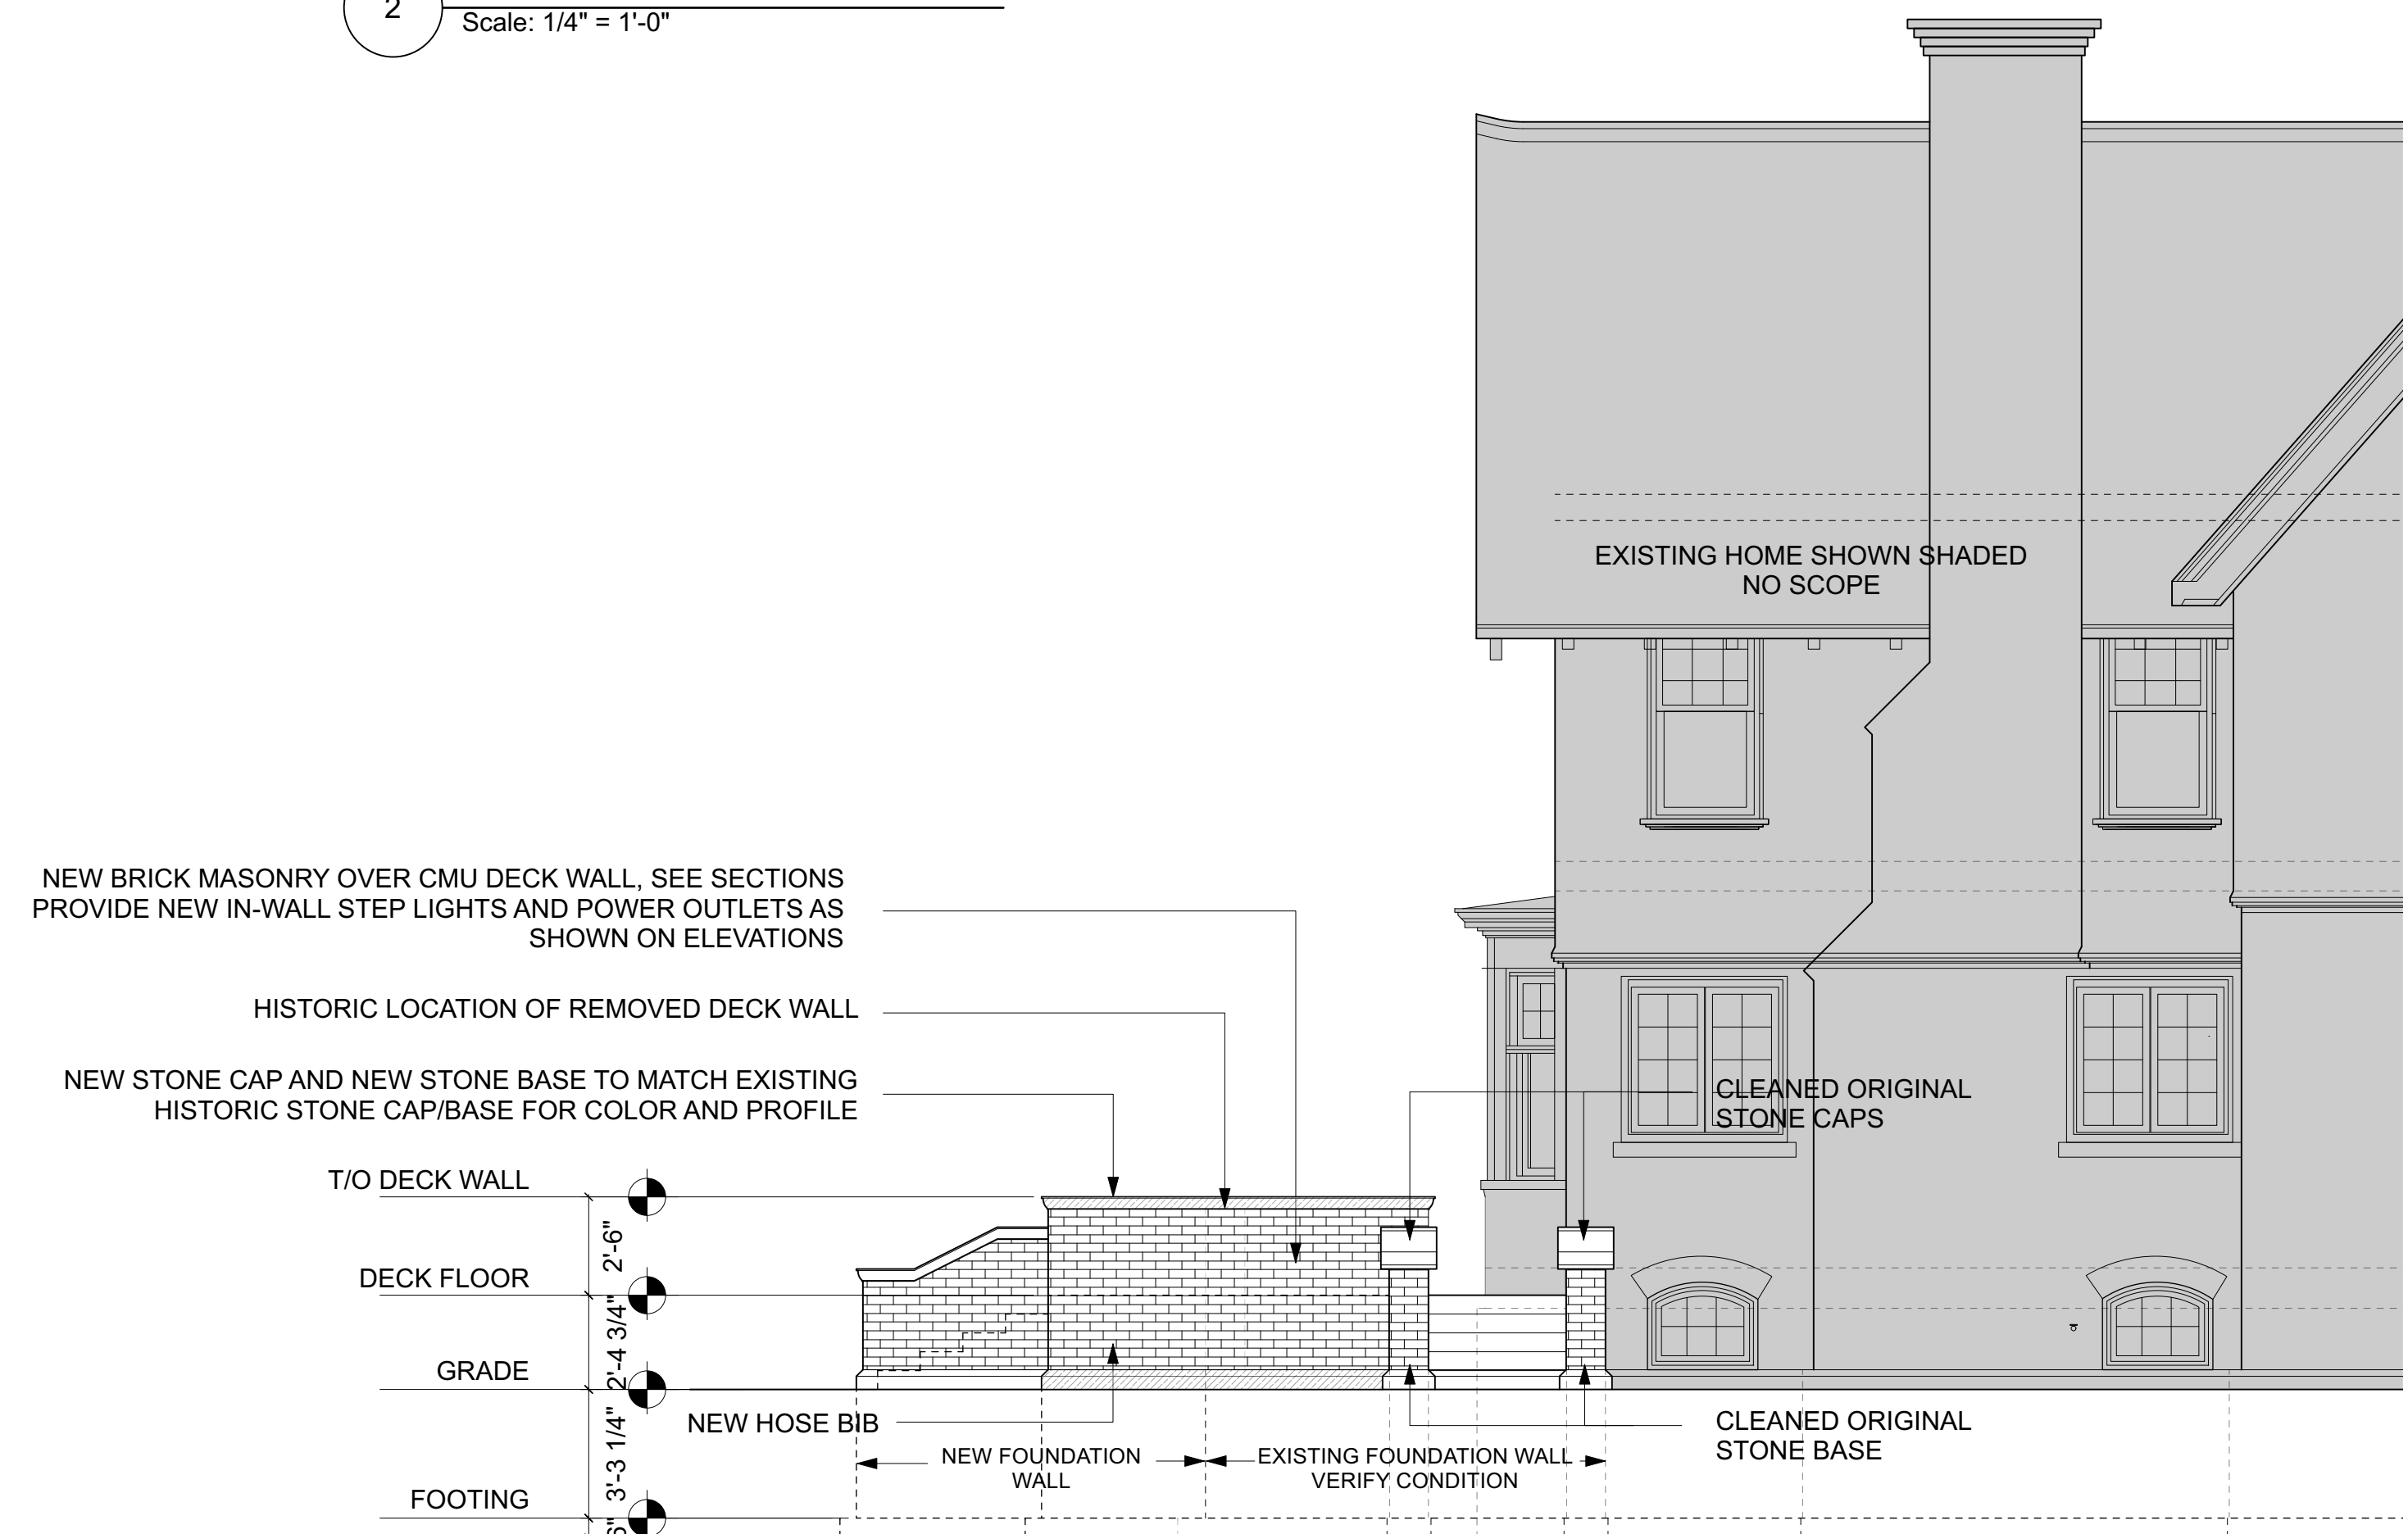 2
Scale: 1/4" = 1'-0"
EXISTING HOME SHOWN SHADED
NO SCOPE
NEW BRICK MASONRY OVER CMU DECK WALL, SEE SECTIONS
PROVIDE NEW IN-WALL STEP LIGHTS AND POWER OUTLETS AS
SHOWN ON ELEVATIONS
HISTORIC LOCATION OF REMOVED DECK WALL
NEW STONE CAP AND NEW STONE BASE TO MATCH EXISTING
HISTORIC STONE CAP/BASE FOR COLOR AND PROFILE
CLEANED ORIGINAL
STONE CAPS
T/O DECK WALL
2'-6"
DECK FLOOR
2'-4 3/4"
GRADE
3'-3 1/4"
NEW HOSE BIB
CLEANED ORIGINAL
STONE BASE
NEW FOUNDATION
WALL
EXISTING FOUNDATION WALL
VERIFY CONDITION
FOOTING